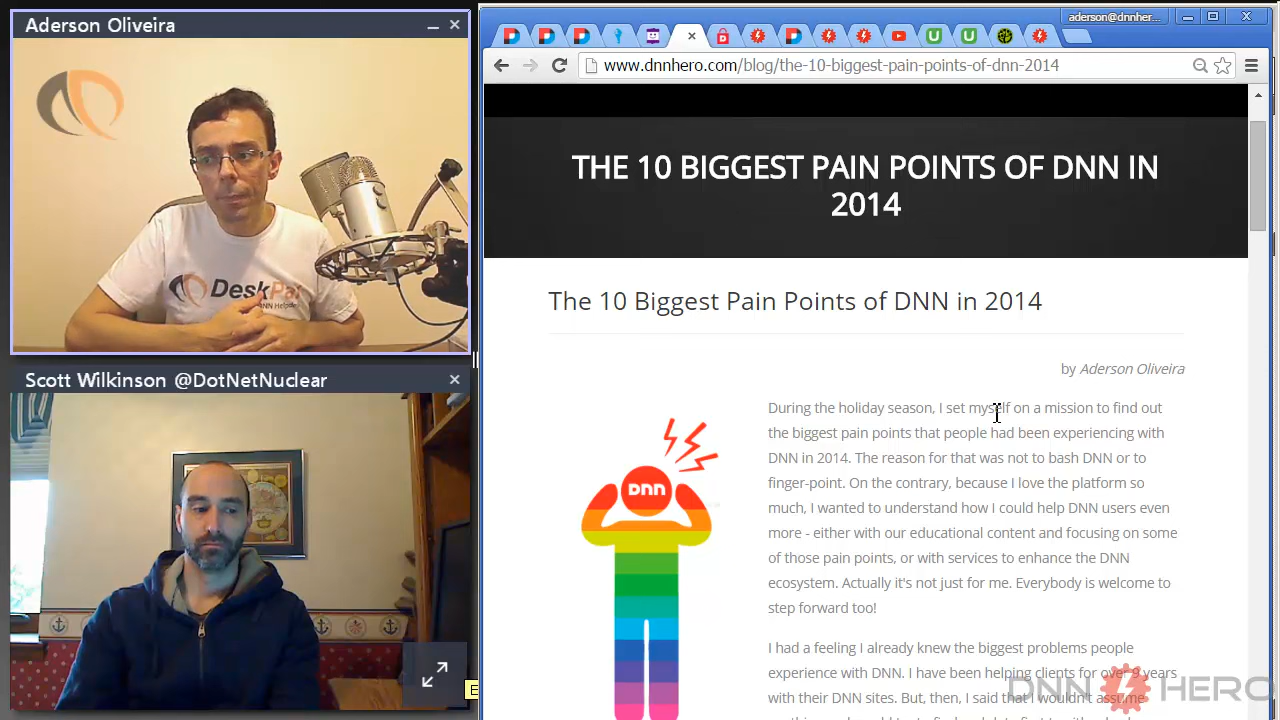 Aderson Oliveira
DeskPal
DNN Helpdesk
Scott Wilkinson @DotNetNuclear
aderson@dnnher...
www.dnnhero.com/blog/the-10-biggest-pain-points-of-dnn-2014
THE 10 BIGGEST PAIN POINTS OF DNN IN
2014
The 10 Biggest Pain Points of DNN in 2014
by Aderson Oliveira
DNN
During the holiday season, I set myself on a mission to find out
the biggest pain points that people had been experiencing with
DNN in 2014. The reason for that was not to bash DNN or to
finger-point. On the contrary, because I love the platform so
much, I wanted to understand how I could help DNN users even
more - either with our educational content and focusing on some
of those pain points, or with services to enhance the DNN
ecosystem. Actually it's not just for me. Everybody is welcome to
step forward too!
I had a feeling I already knew the biggest problems people
experience with DNN. I have been helping clients for over 9 years
with their DNN sites. But, then, I said that I wouldn't assume
DNN HERO